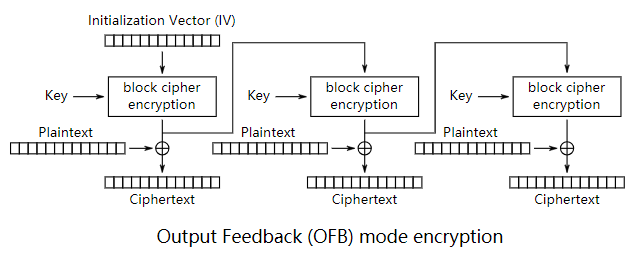 Initialization Vector (IV)
Key
block cipher
encryption
Key
block cipher
encryption
Key
block cipher
encryption
Plaintext
Plaintext
Plaintext
Ciphertext
Ciphertext
Ciphertext
Output Feedback (OFB) mode encryption